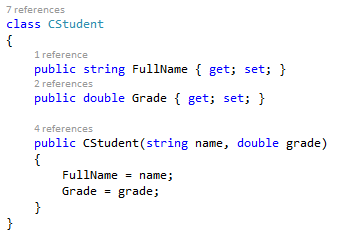 7 references
class CStudent
{
1 reference
public string FullName { get; set; }
2 references
public double Grade { get; set; }
4 references
public CStudent(string name, double grade)
{
FullName = name;
Grade = grade;
}
}